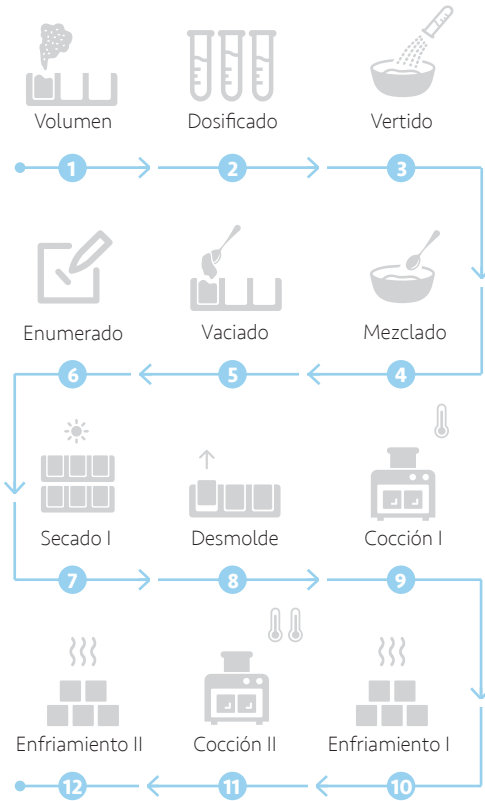 Volumen Dosificado Vertido
1 2 3
Enumerado Vaciado Mezclado
6 5 4
Secado I Desmolde Cocción I
7 8 9
Enfriamiento II Cocción II Enfriamiento I
12 11 10